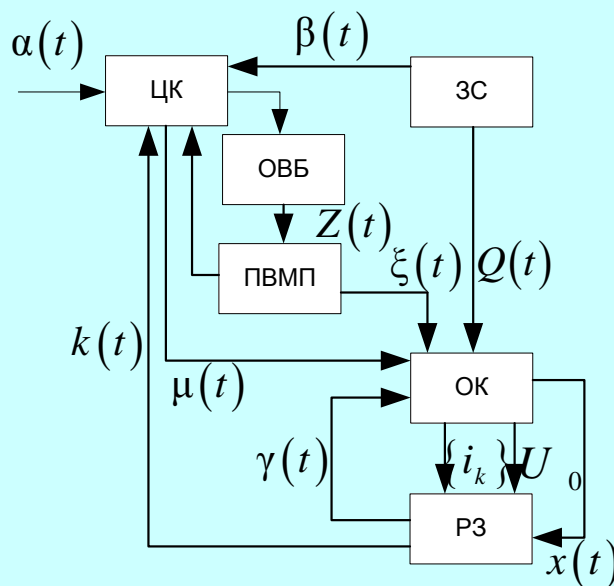 α(t)
β(t)
ЦК
ЗС
ОВБ
Z(t)
ПВМП
ξ(t)
Q(t)
k(t)
μ(t)
ОК
γ(t)
{i_k}
U_0
РЗ
x(t)